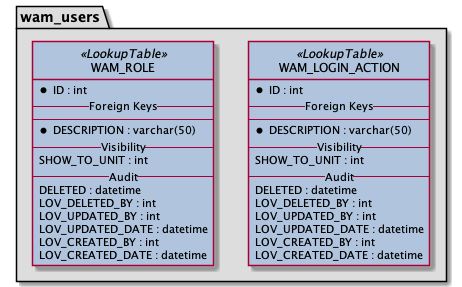 wam_users
«LookupTable»
WAM_ROLE
ID : int
Foreign Keys
DESCRIPTION : varchar(50)
Visibility
SHOW_TO_UNIT : int
Audit
DELETED : datetime
LOV_DELETED_BY : int
LOV_UPDATED_BY : int
LOV_UPDATED_DATE : datetime
LOV_CREATED_BY : int
LOV_CREATED_DATE : datetime
«LookupTable»
WAM_LOGIN_ACTION
ID : int
Foreign Keys
DESCRIPTION : varchar(50)
Visibility
SHOW_TO_UNIT : int
Audit
DELETED : datetime
LOV_DELETED_BY : int
LOV_UPDATED_BY : int
LOV_UPDATED_DATE : datetime
LOV_CREATED_BY : int
LOV_CREATED_DATE : datetime